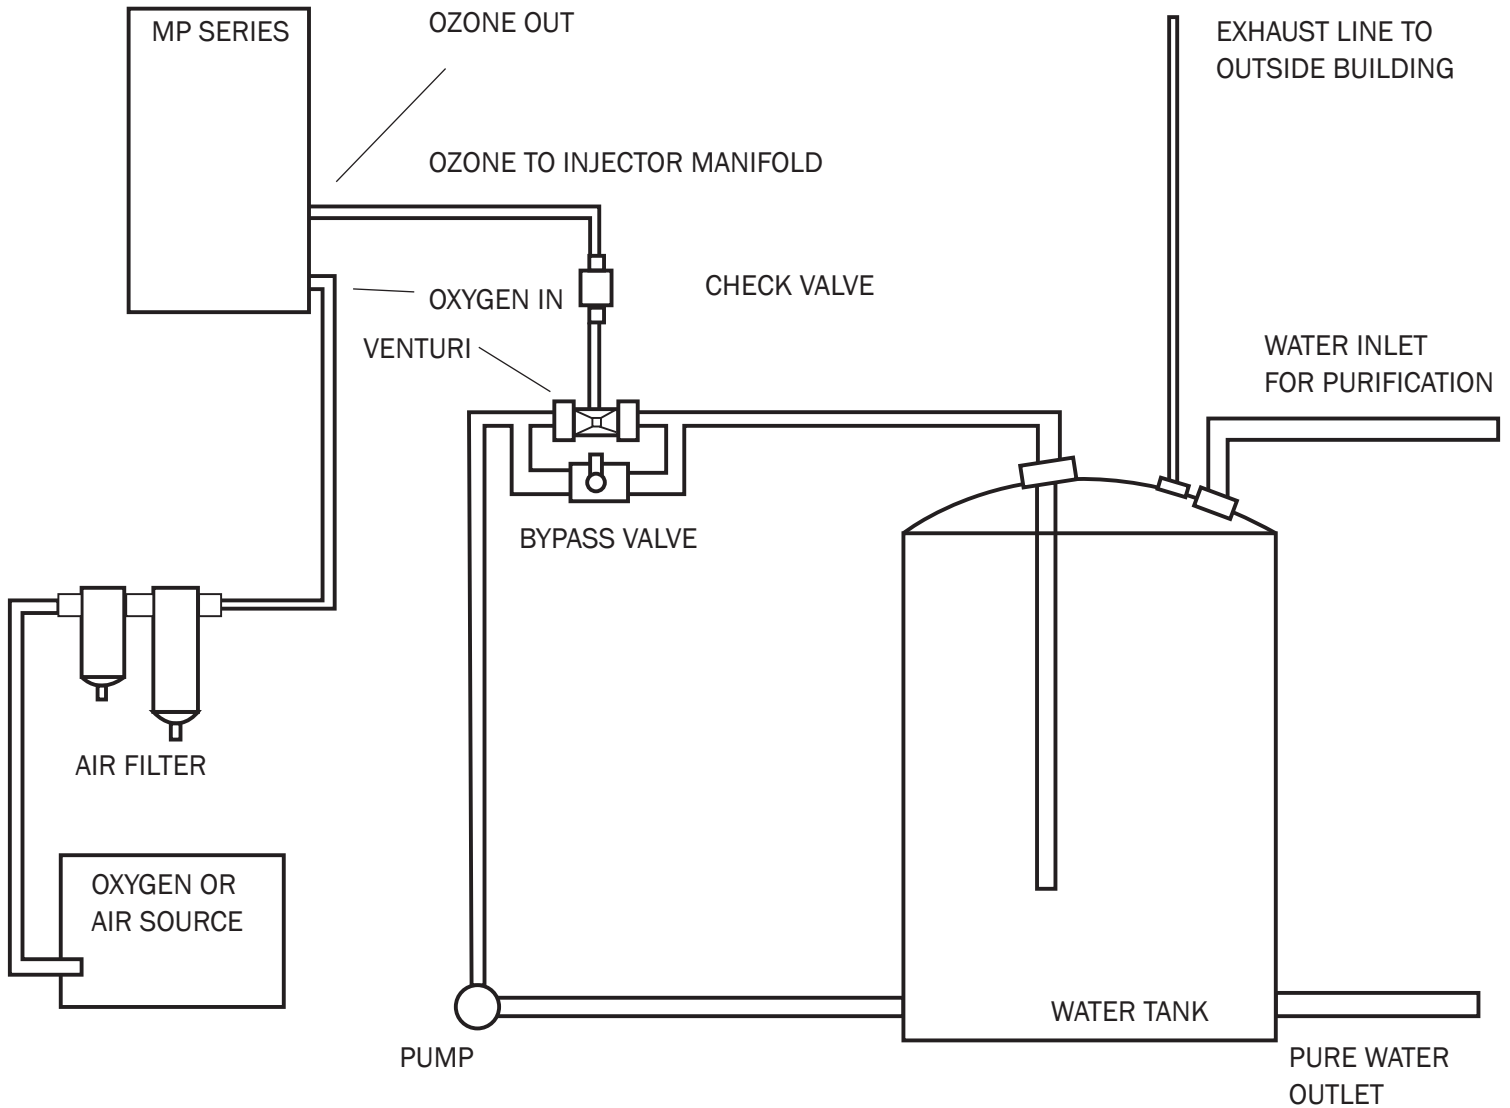 MP SERIES
OZONE OUT
EXHAUST LINE TO
OUTSIDE BUILDING
OZONE TO INJECTOR MANIFOLD
OXYGEN IN
CHECK VALVE
VENTURI
WATER INLET
FOR PURIFICATION
BYPASS VALVE
AIR FILTER
OXYGEN OR
AIR SOURCE
WATER TANK
PUMP
PURE WATER
OUTLET